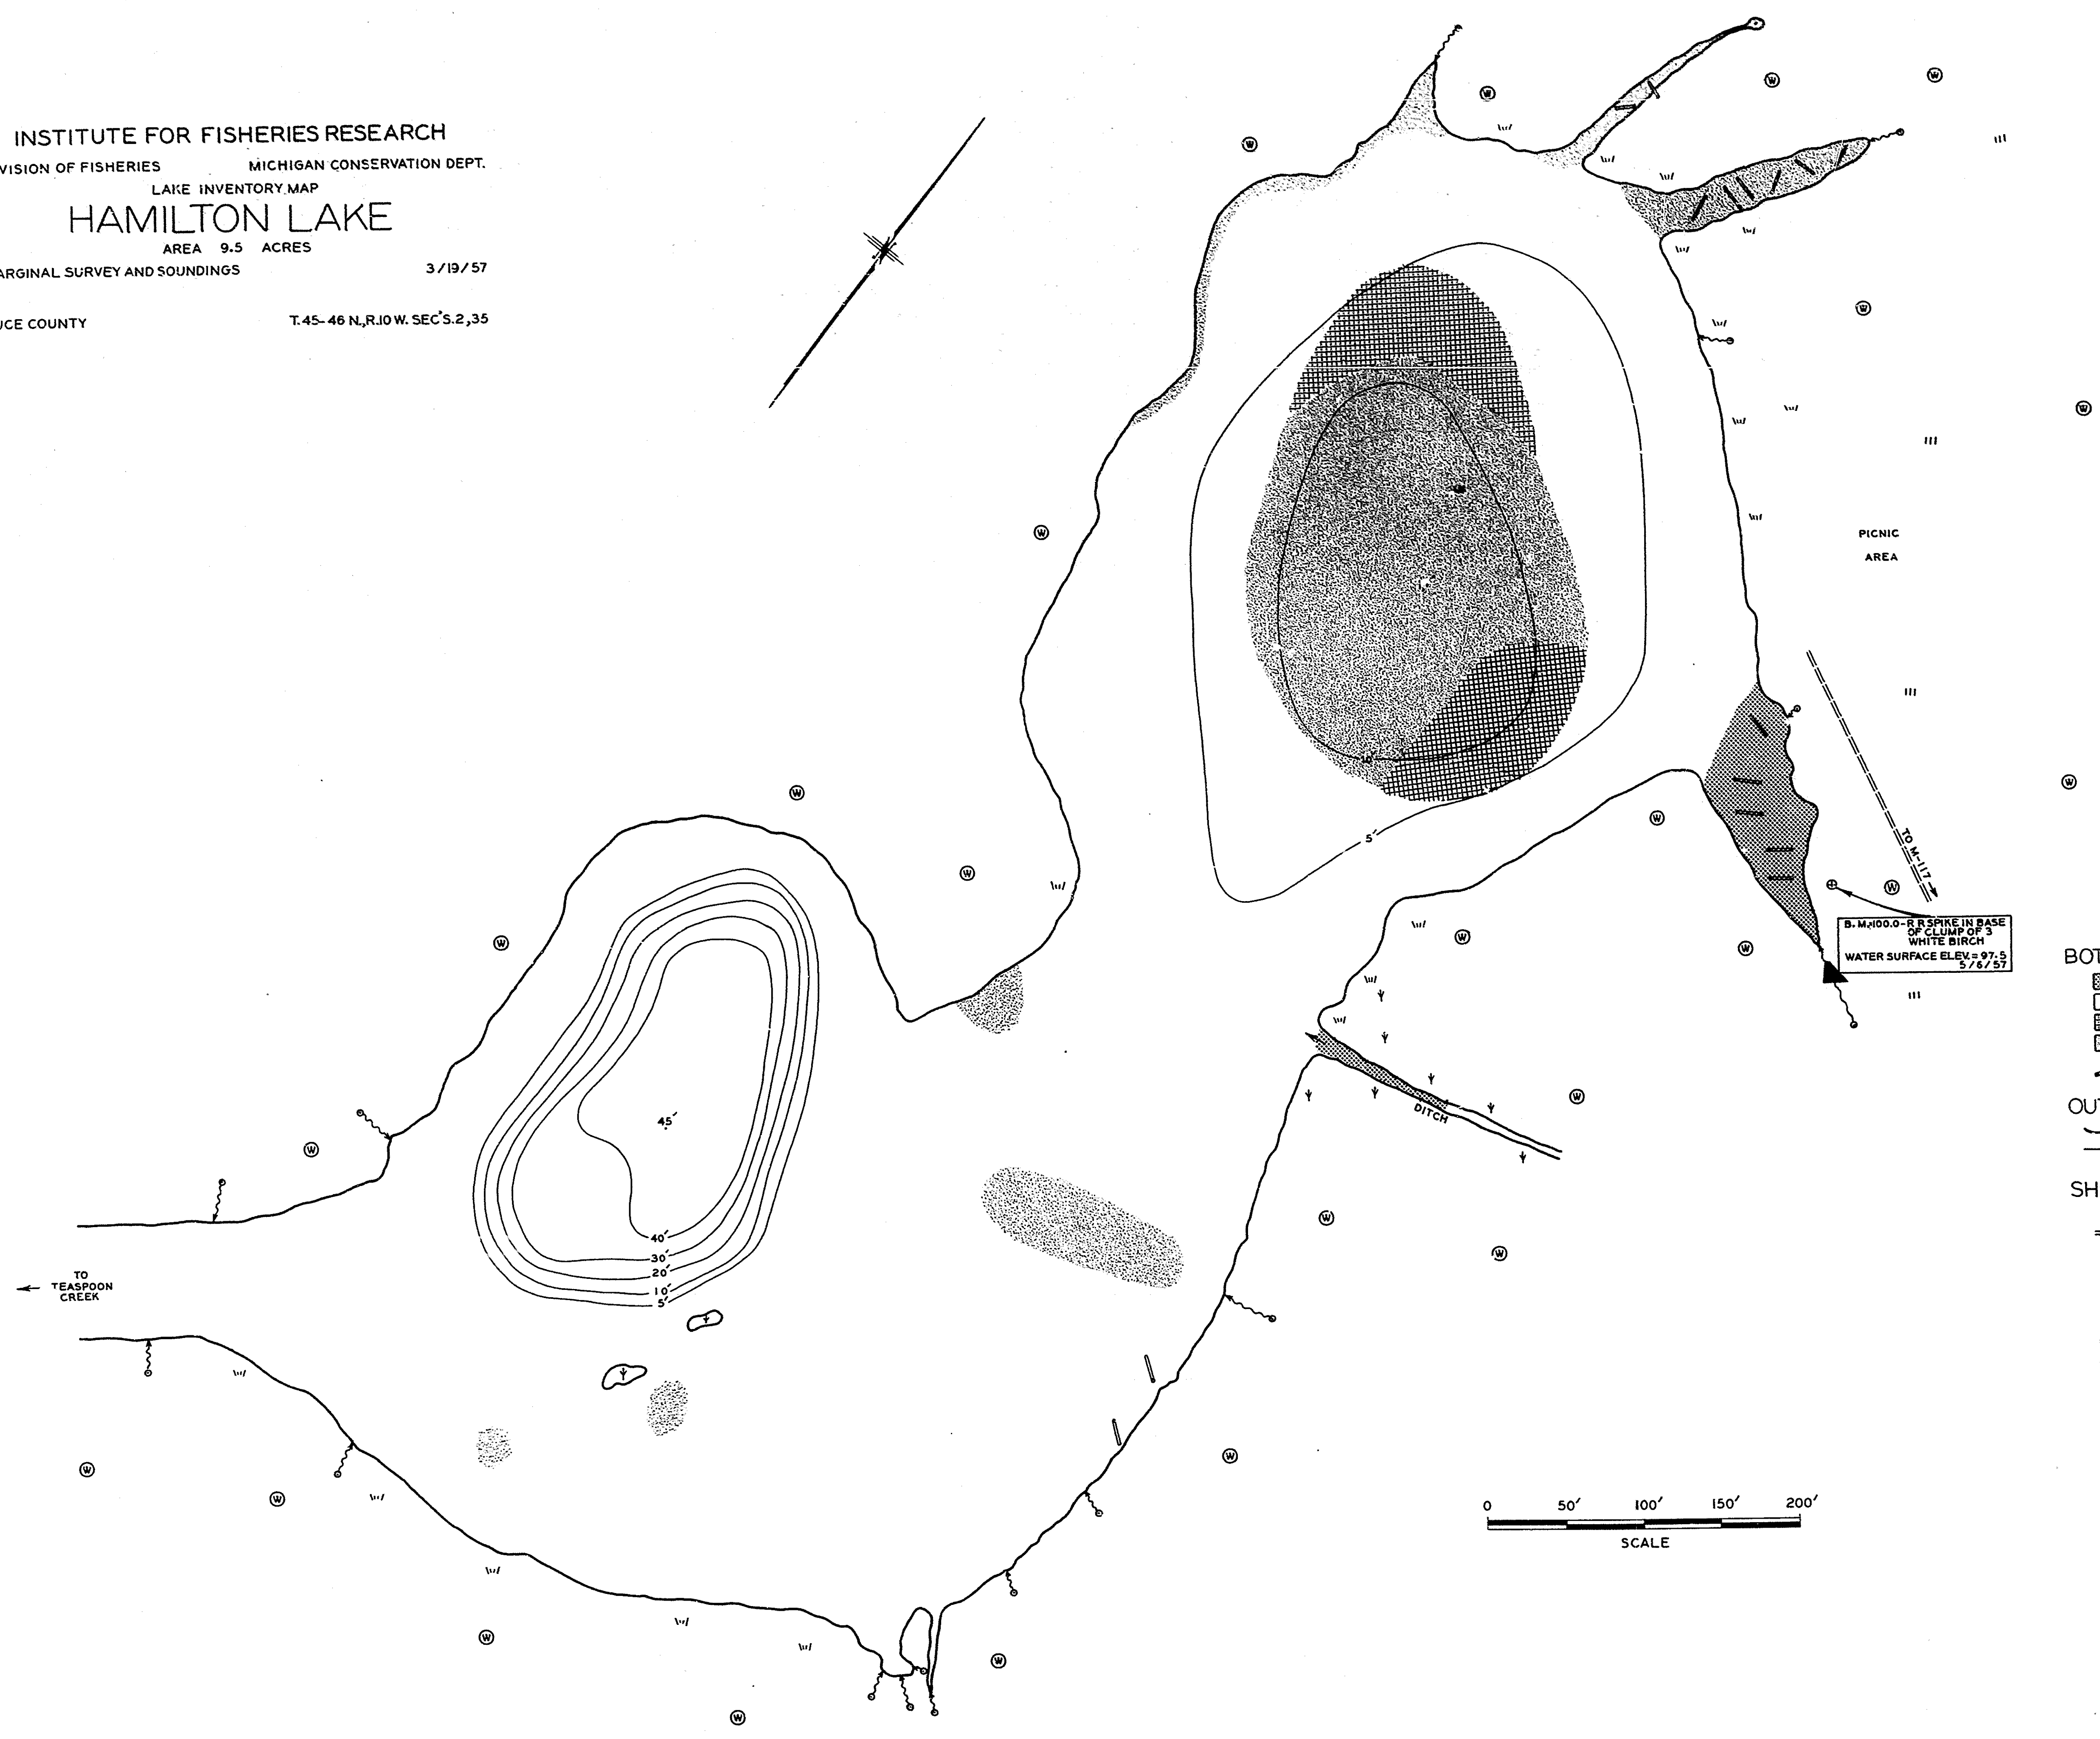 INSTITUTE FOR FISHERIES RESEARCH
VISION OF FISHERIES MICHIGAN CONSERVATION DEPT.
LAKE INVENTORY MAP
HAMILTON LAKE
AREA 9.5 ACRES
ARGINAL SURVEY AND SOUNDINGS 3/19/57
UCE COUNTY T.45-46 N.,R.10 W. SEC'S.2,35
PICNIC
AREA
10'
5'
TO M-117
B.M.-100.0-R R SPIKE IN BASE
OF CLUMP OF 3
WHITE BIRCH
WATER SURFACE ELEV.= 97.5
5/6/57
BOT
OUT
SH
DITCH
45'
40'
30'
20'
10'
5'
TO
TEASPOON
CREEK
0 50' 100' 150' 200'
SCALE